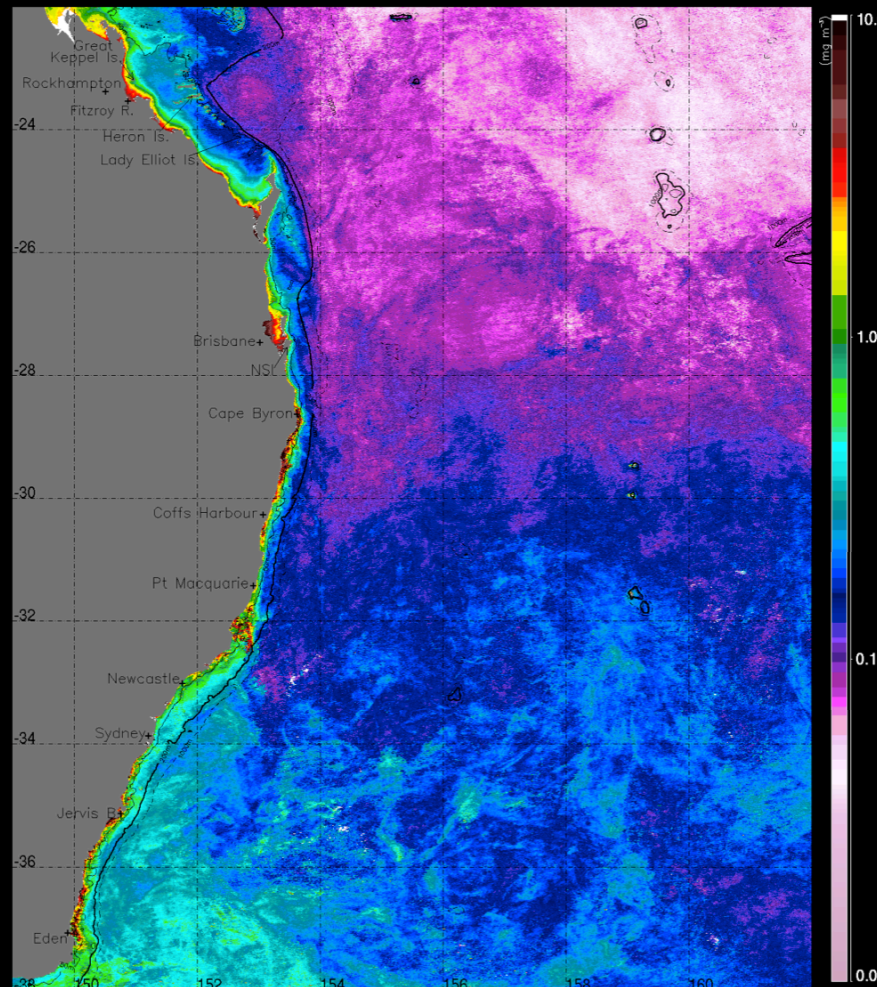 10.
(mg m⁻³)
Great
Keppel Is.
Rockhampton
Fitzroy R.
-24
Heron Is.
Lady Elliot Is.
-26
1.0
Brisbane
-28
NSI
Cape Byron
-30
Coffs Harbour
Pt Macquarie
-32
0.1
Newcastle
Sydney
-34
Jervis B
-36
Eden
0.0
-38 150 152 154 156 158 160